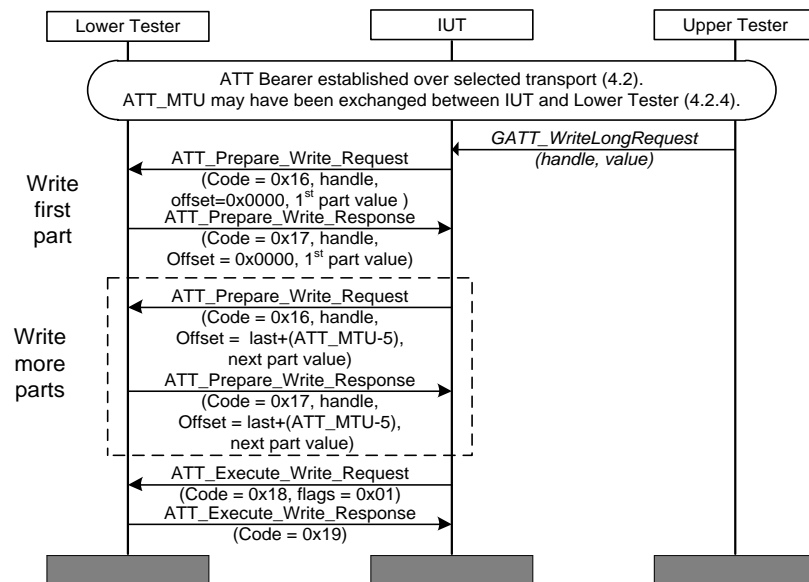 Lower Tester
IUT
Upper Tester
ATT Bearer established over selected transport (4.2).
ATT_MTU may have been exchanged between IUT and Lower Tester (4.2.4).
GATT_WriteLongRequest
(handle, value)
Write
first
part
ATT_Prepare_Write_Request
(Code = 0x16, handle,
offset=0x0000, 1st part value )
ATT_Prepare_Write_Response
(Code = 0x17, handle,
Offset = 0x0000, 1st part value)
Write
more
parts
ATT_Prepare_Write_Request
(Code = 0x16, handle,
Offset = last+(ATT_MTU-5),
next part value)
ATT_Prepare_Write_Response
(Code = 0x17, handle,
Offset = last+(ATT_MTU-5),
next part value)
ATT_Execute_Write_Request
(Code = 0x18, flags = 0x01)
ATT_Execute_Write_Response
(Code = 0x19)